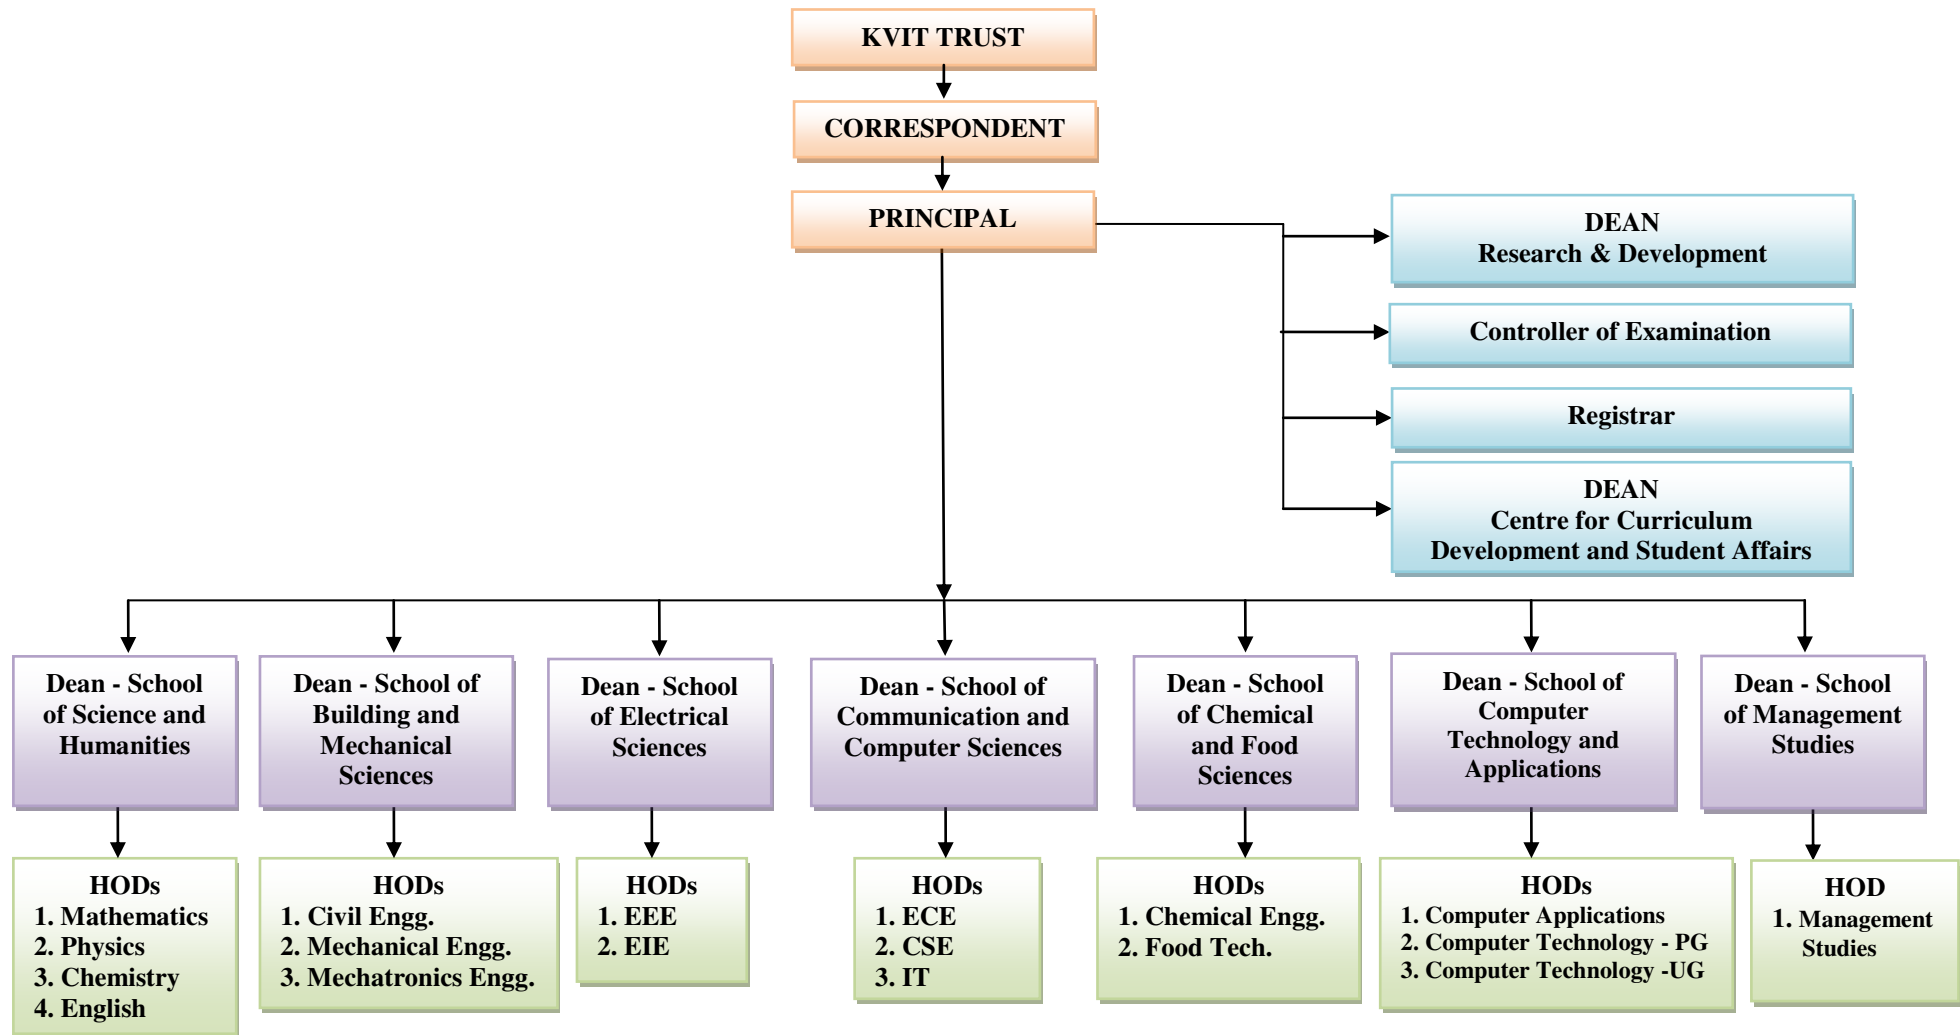 KVIT TRUST
CORRESPONDENT
PRINCIPAL
DEAN
Research & Development
Controller of Examination
Registrar
DEAN
Centre for Curriculum
Development and Student Affairs
Dean - School
of Science and
Humanities
Dean - School of
Building and
Mechanical
Sciences
Dean - School
of Electrical
Sciences
Dean - School of
Communication and
Computer Sciences
Dean - School
of Chemical
and Food
Sciences
Dean - School of
Computer
Technology and
Applications
Dean - School
of Management
Studies
HODs
1. Mathematics
2. Physics
3. Chemistry
4. English
HODs
1. Civil Engg.
2. Mechanical Engg.
3. Mechatronics Engg.
HODs
1. EEE
2. EIE
HODs
1. ECE
2. CSE
3. IT
HODs
1. Chemical Engg.
2. Food Tech.
HODs
1. Computer Applications
2. Computer Technology - PG
3. Computer Technology -UG
HOD
1. Management
Studies